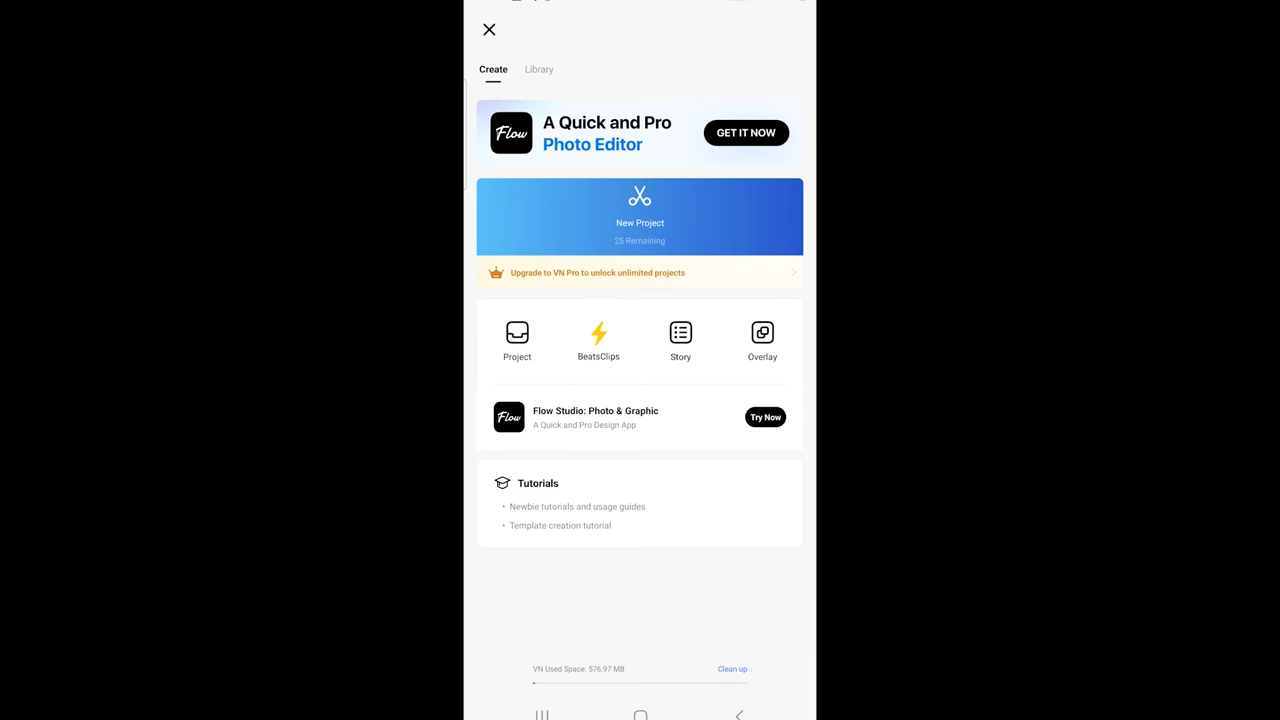 Create Library
Flow
A Quick and Pro
Photo Editor
GET IT NOW
New Project
25 Remaining
Upgrade to VN Pro to unlock unlimited projects
Project BeatsClips Story Overlay
Flow
Flow Studio: Photo & Graphic
A Quick and Pro Design App
Try Now
Tutorials
• Newbie tutorials and usage guides
• Template creation tutorial
VN Used Space: 576.97 MB Clean up